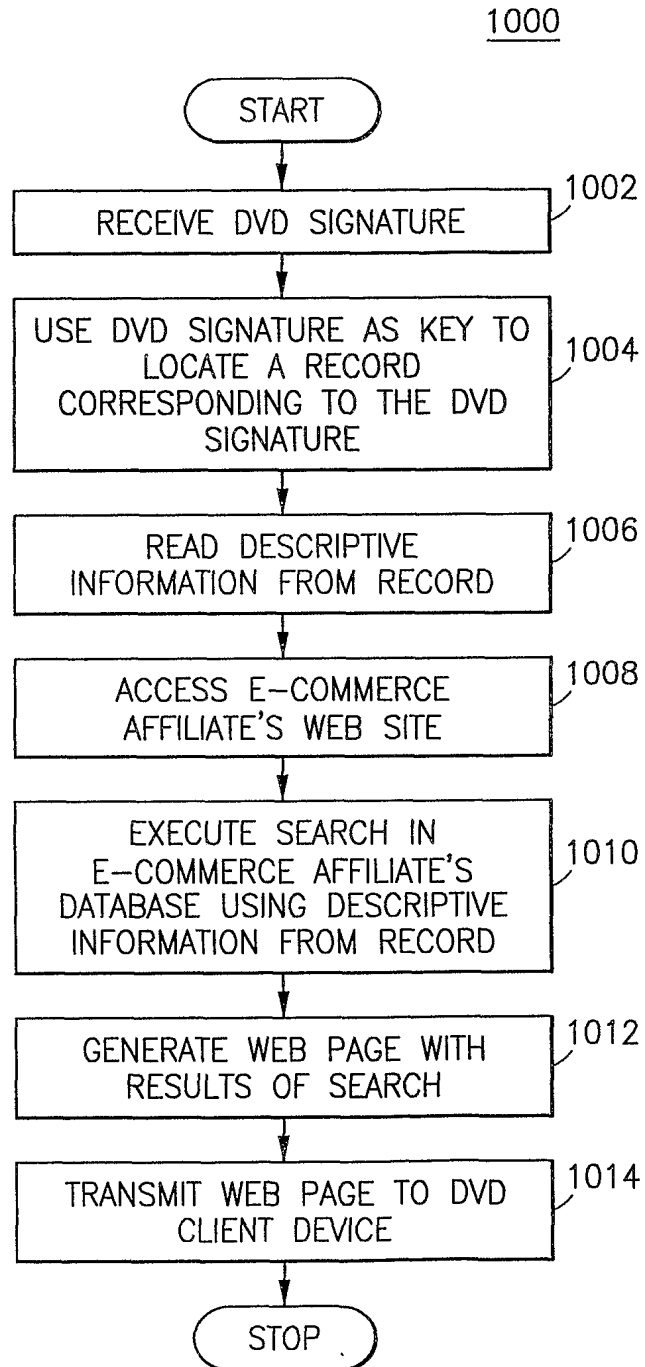 1000
START
1002
RECEIVE DVD SIGNATURE
1004
USE DVD SIGNATURE AS KEY TO
LOCATE A RECORD
CORRESPONDING TO THE DVD
SIGNATURE
1006
READ DESCRIPTIVE
INFORMATION FROM RECORD
1008
ACCESS E-COMMERCE
AFFILIATE'S WEB SITE
1010
EXECUTE SEARCH IN
E-COMMERCE AFFILIATE'S
DATABASE USING DESCRIPTIVE
INFORMATION FROM RECORD
1012
GENERATE WEB PAGE WITH
RESULTS OF SEARCH
1014
TRANSMIT WEB PAGE TO DVD
CLIENT DEVICE
STOP